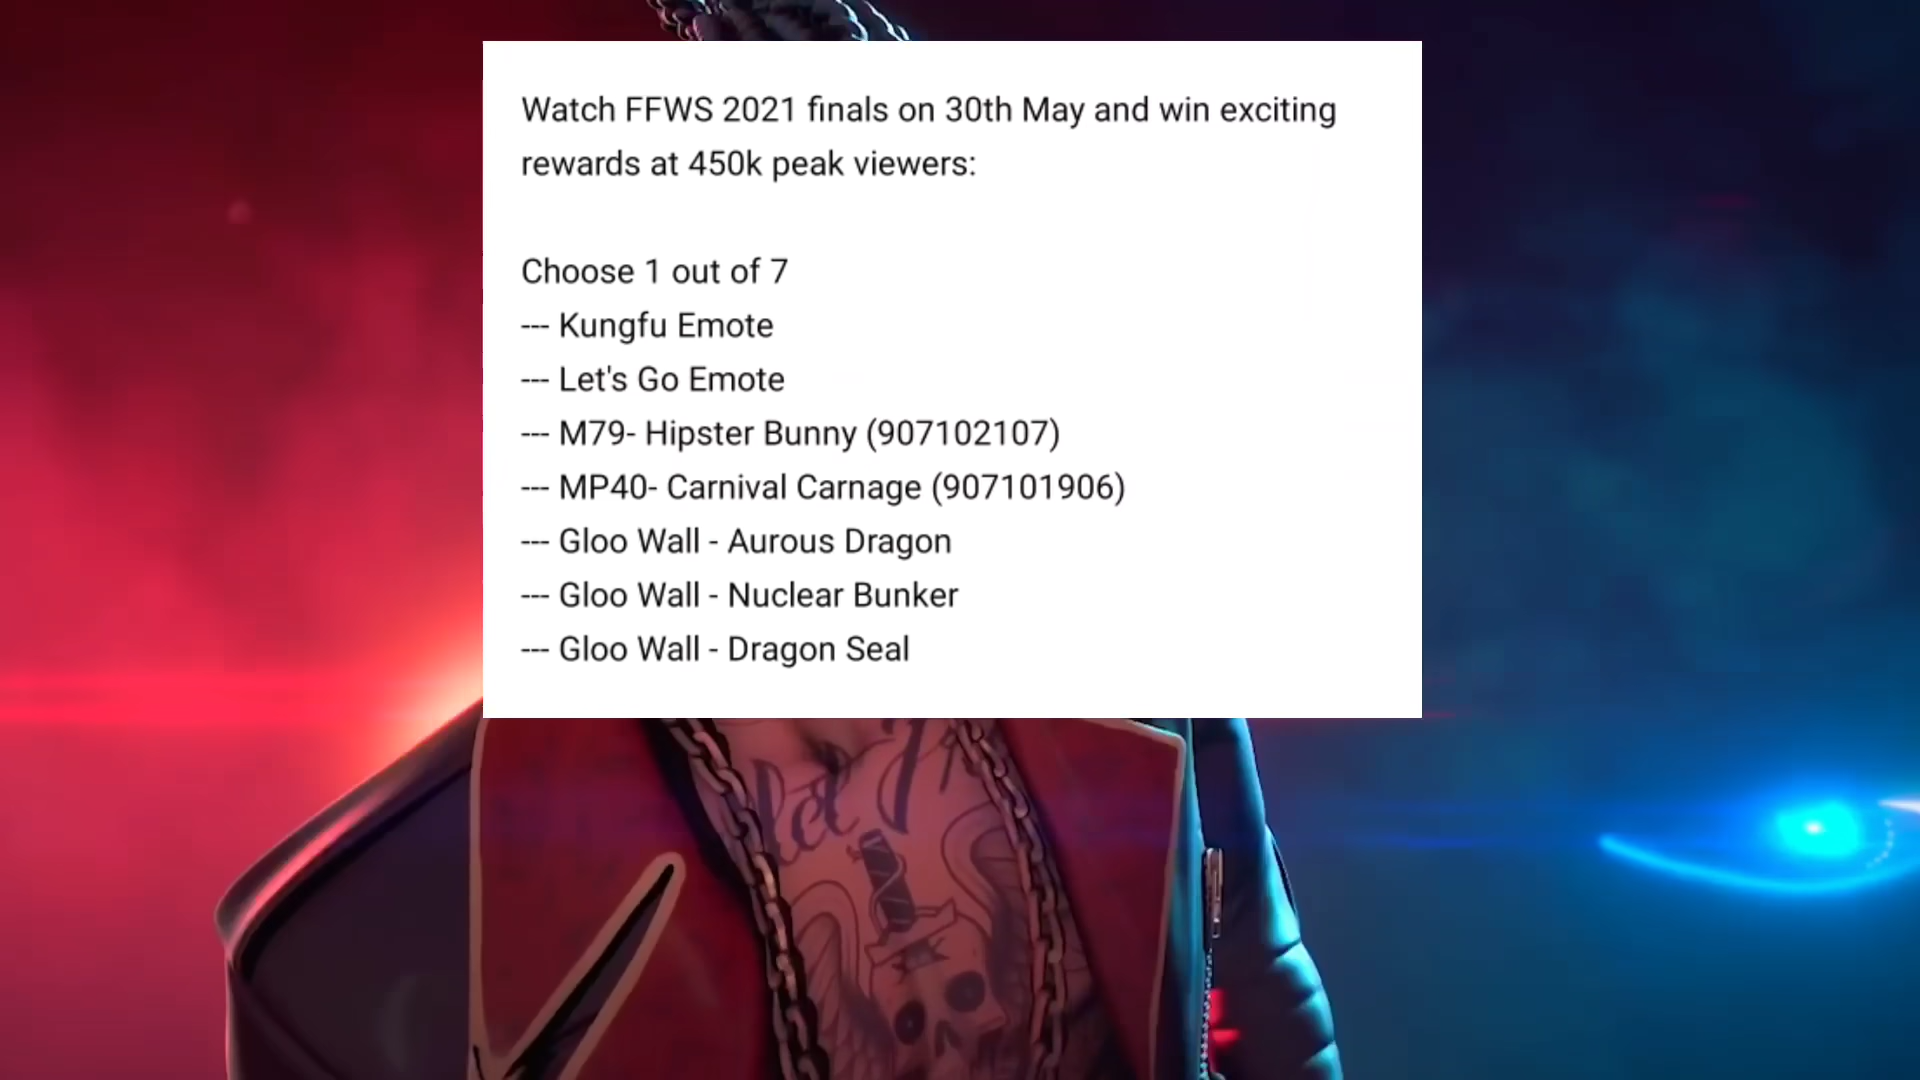 Watch FFWS 2021 finals on 30th May and win exciting
rewards at 450k peak viewers:
Choose 1 out of 7
--- Kungfu Emote
--- Let's Go Emote
--- M79- Hipster Bunny (907102107)
--- MP40- Carnival Carnage (907101906)
--- Gloo Wall - Aurous Dragon
--- Gloo Wall - Nuclear Bunker
--- Gloo Wall - Dragon Seal